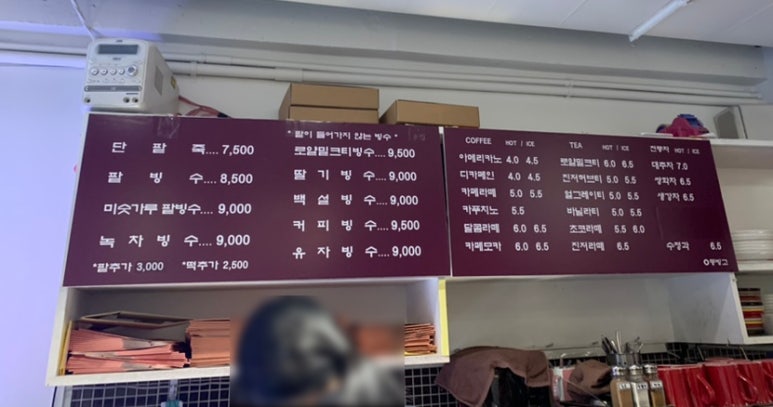 단 팥 죽.... 7,500
팥 빙 수.... 8,500
미숫가루 팥빙수.... 9,000
녹 차 빙 수.... 9,000
*팥추가 3,000 *떡추가 2,500
* 팥이 들어가지 않는 빙수 *
로얄밀크티빙수.... 9,500
딸 기 빙 수.... 9,000
백 설 빙 수.... 9,000
커 피 빙 수.... 9,500
유 자 빙 수.... 9,000
COFFEE HOT / ICE
아메리카노 4.0 4.5
디카페인 4.0 4.5
카페라떼 5.0 5.5
카푸치노 5.5
달콤라떼 6.0 6.5
카페모카 6.0 6.5
TEA HOT / ICE
로얄밀크티 6.0 6.5
진저허브티 5.0 5.5
얼그레이티 5.0 5.5
바닐라티 5.0 5.5
초코라떼 5.5 6.0
진저라떼 5.5
전통차 HOT / ICE
대추차 7.0
쌍화차 6.5
생강차 6.5
수정과 6.5
동빙고